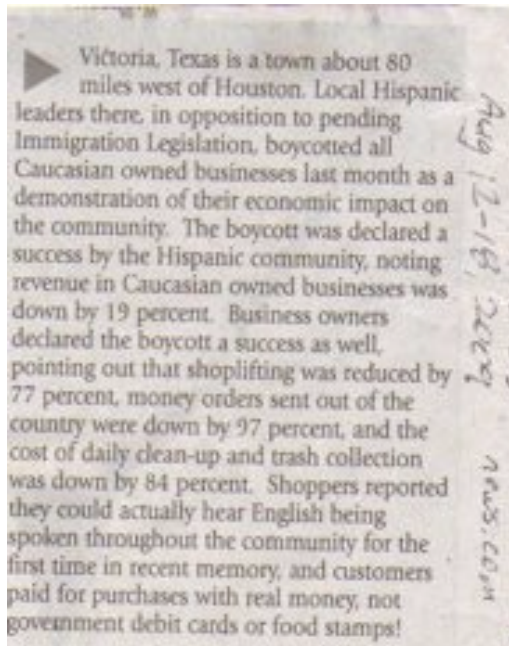 Victoria, Texas is a town about 80
miles west of Houston. Local Hispanic
leaders there, in opposition to pending
Immigration Legislation, boycotted all
Caucasian owned businesses last month as a
demonstration of their economic impact on
the community. The boycott was declared a
success by the Hispanic community, noting
revenue in Caucasian owned businesses was
down by 19 percent. Business owners
declared the boycott a success as well,
pointing out that shoplifting was reduced by
77 percent, money orders sent out of the
country were down by 97 percent, and the
cost of daily clean-up and trash collection
was down by 84 percent. Shoppers reported
they could actually hear English being
spoken throughout the community for the
first time in recent memory, and customers
paid for purchases with real money, not
government debit cards or food stamps!
Aug 12-18, news.com